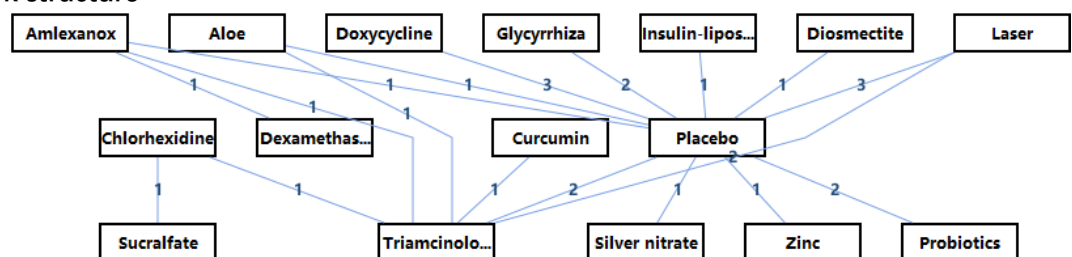 Amlexanox Aloe Doxycycline Glycyrrhiza Insulin-lipos... Diosmectite Laser
1 1 1 3 2 1 1 3
1 1
Chlorhexidine Dexamethas... Curcumin Placebo
2
1 1 1 2 1 1 2
Sucralfate Triamcinolo... Silver nitrate Zinc Probiotics